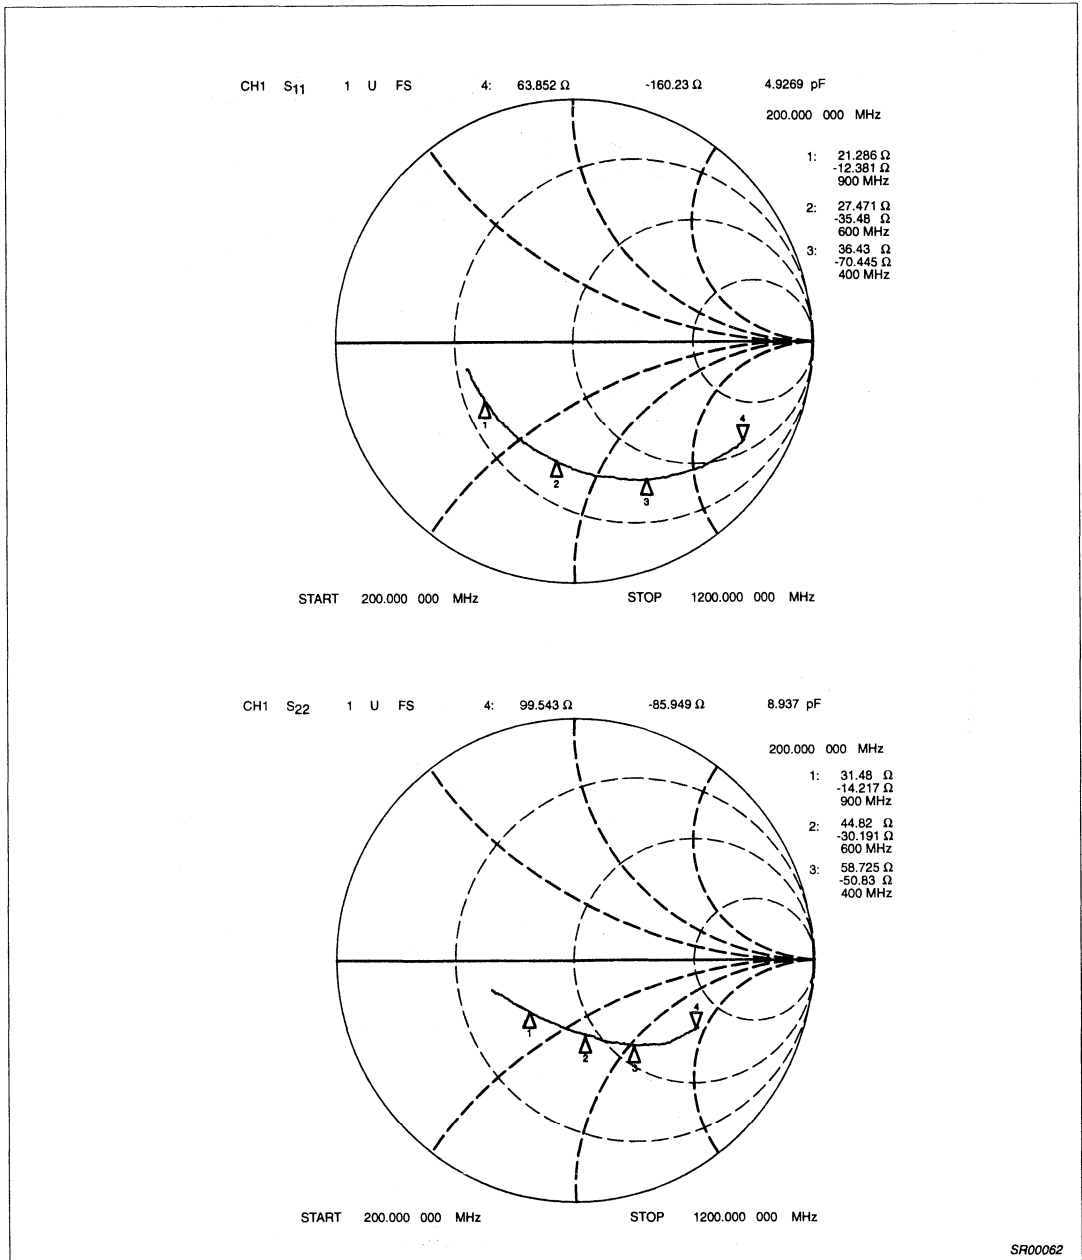 CH1 S11 1 U FS 4: 63.852 Ω -160.23 Ω 4.9269 pF
200.000 000 MHz
1: 21.286 Ω
-12.381 Ω
900 MHz
2: 27.471 Ω
-35.48 Ω
600 MHz
3: 36.43 Ω
-70.445 Ω
400 MHz
4
1
2
3
START 200.000 000 MHz STOP 1200.000 000 MHz
CH1 S22 1 U FS 4: 99.543 Ω -85.949 Ω 8.937 pF
200.000 000 MHz
1: 31.48 Ω
-14.217 Ω
900 MHz
2: 44.82 Ω
-30.191 Ω
600 MHz
3: 58.725 Ω
-50.83 Ω
400 MHz
4
1
2
3
START 200.000 000 MHz STOP 1200.000 000 MHz
SR00062